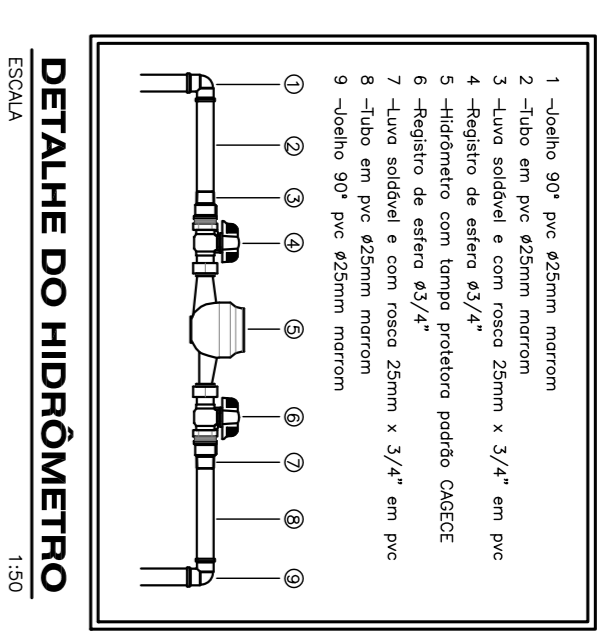 1 –Joelho 90° pvc ø25mm marrom
2 –Tubo em pvc ø25mm marrom
3 –Luva soldável e com rosca 25mm x 3/4" em pvc
4 –Registro de esfera ø3/4"
5 –Hidrômetro com tampa protetora padrão CAGECE
6 –Registro de esfera ø3/4"
7 –Luva soldável e com rosca 25mm x 3/4" em pvc
8 –Tubo em pvc ø25mm marrom
9 –Joelho 90° pvc ø25mm marrom
1 2 3 4 5 6 7 8 9
DETALHE DO HIDRÔMETRO
ESCALA 1:50